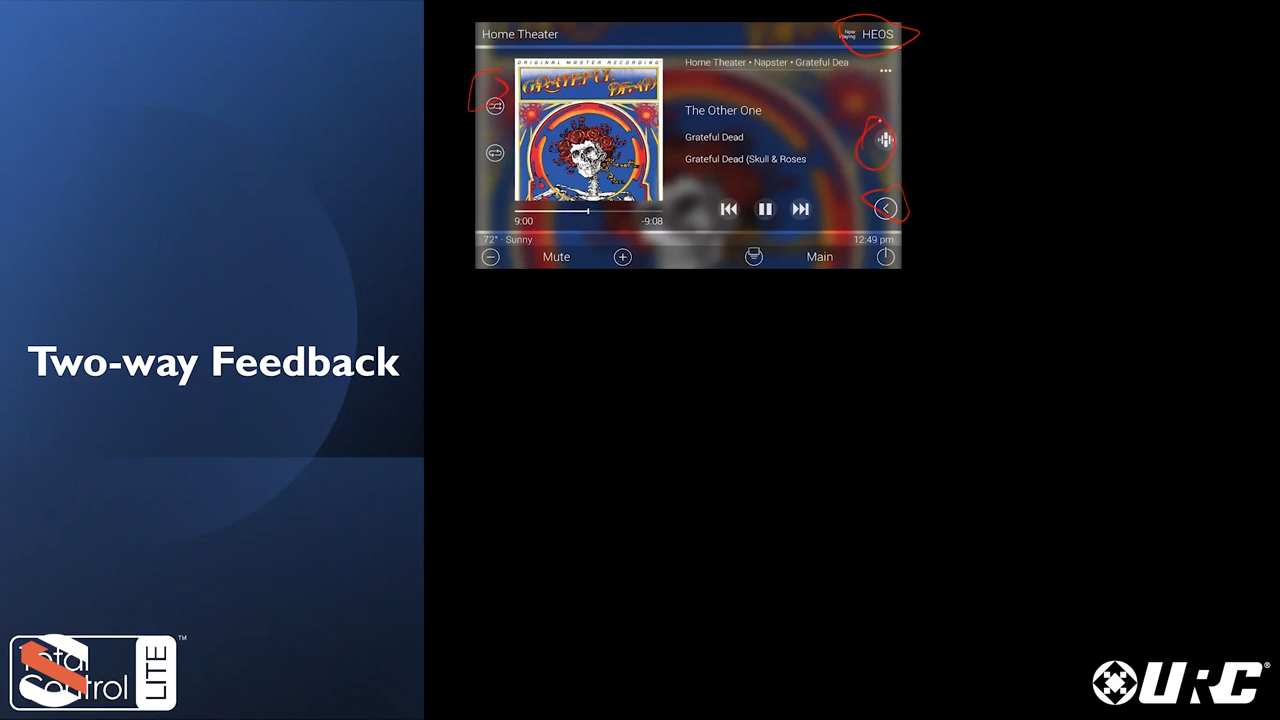 Home Theater
Now Playing HEOS
ORIGINAL MASTER RECORDING
GRATEFUL DEAD
Home Theater • Napster • Grateful Dea
The Other One
Grateful Dead
Grateful Dead (Skull & Roses
9:00 -9:08
72° · Sunny 12:49 pm
Mute Main
Two-way Feedback
Total Control LITE ™
URC®